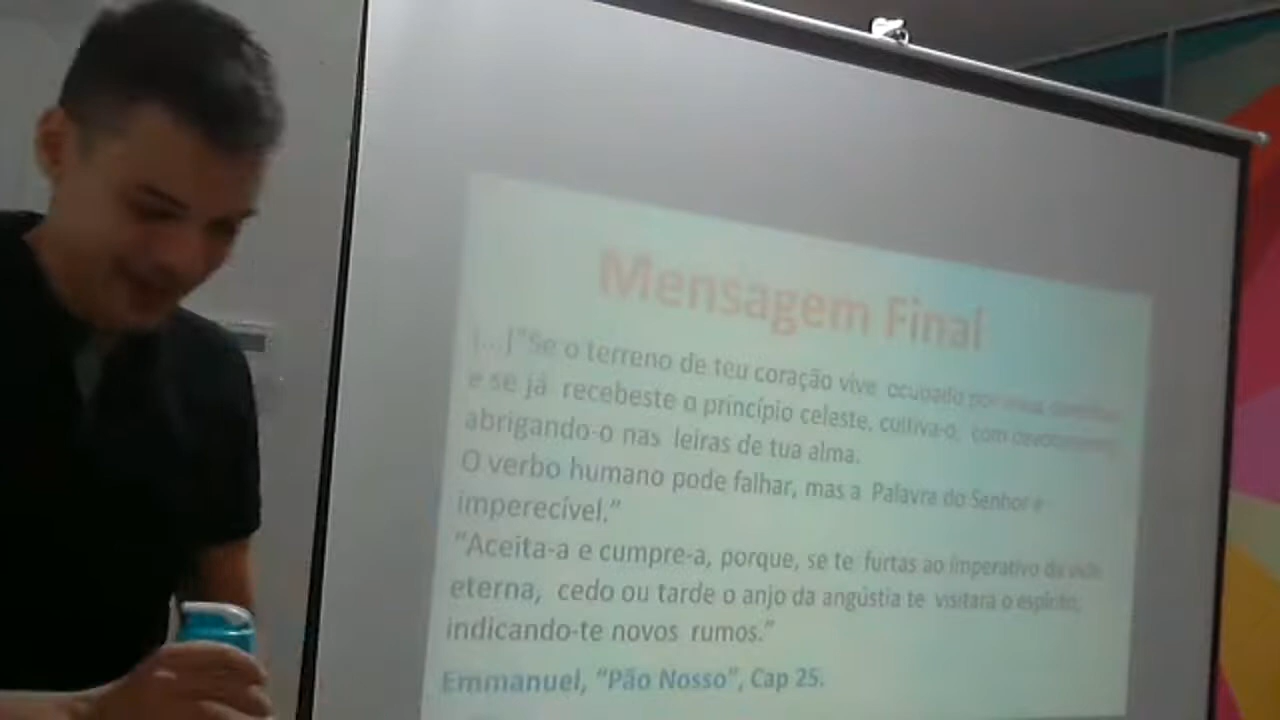 Mensagem Final
[...] "Se o terreno de teu coração vive ocupado por
e se já recebeste o princípio celeste, cultiva-o, com devotamento,
abrigando-o nas leiras de tua alma.
O verbo humano pode falhar, mas a Palavra do Senhor é
imperecível."
"Aceita-a e cumpre-a, porque, se te furtas ao imperativo da vida
eterna, cedo ou tarde o anjo da angústia te visitará o espírito,
indicando-te novos rumos."
Emmanuel, "Pão Nosso", Cap 25.